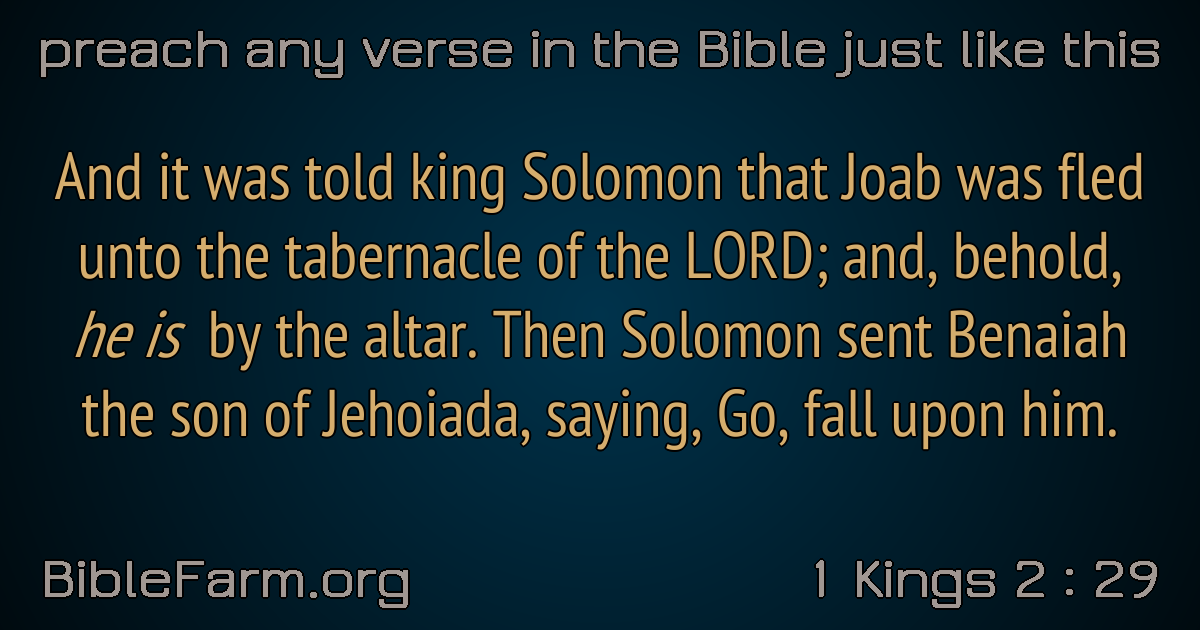 preach any verse in the Bible just like this
And it was told king Solomon that Joab was fled
unto the tabernacle of the LORD; and, behold,
he is by the altar. Then Solomon sent Benaiah
the son of Jehoiada, saying, Go, fall upon him.
BibleFarm.org
1 Kings 2 : 29